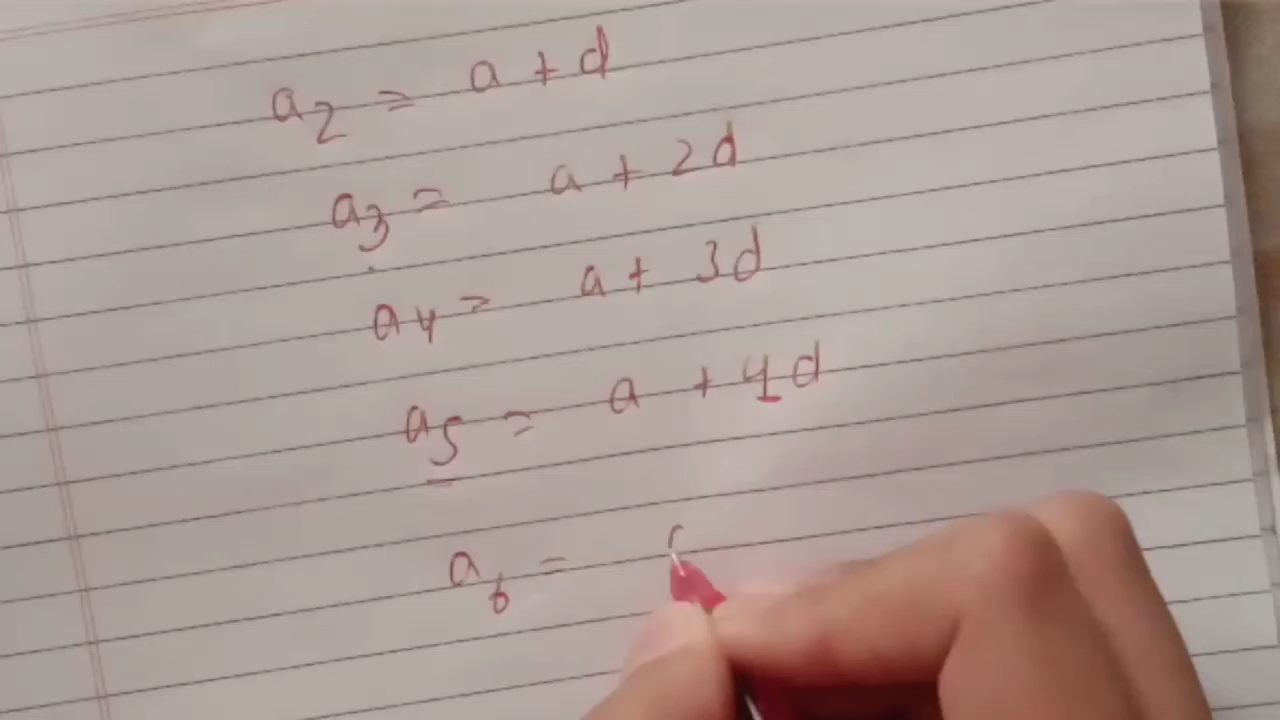 a2 = a + d
a3 = a + 2d
a4 = a + 3d
a5 = a + 4d
a6 =